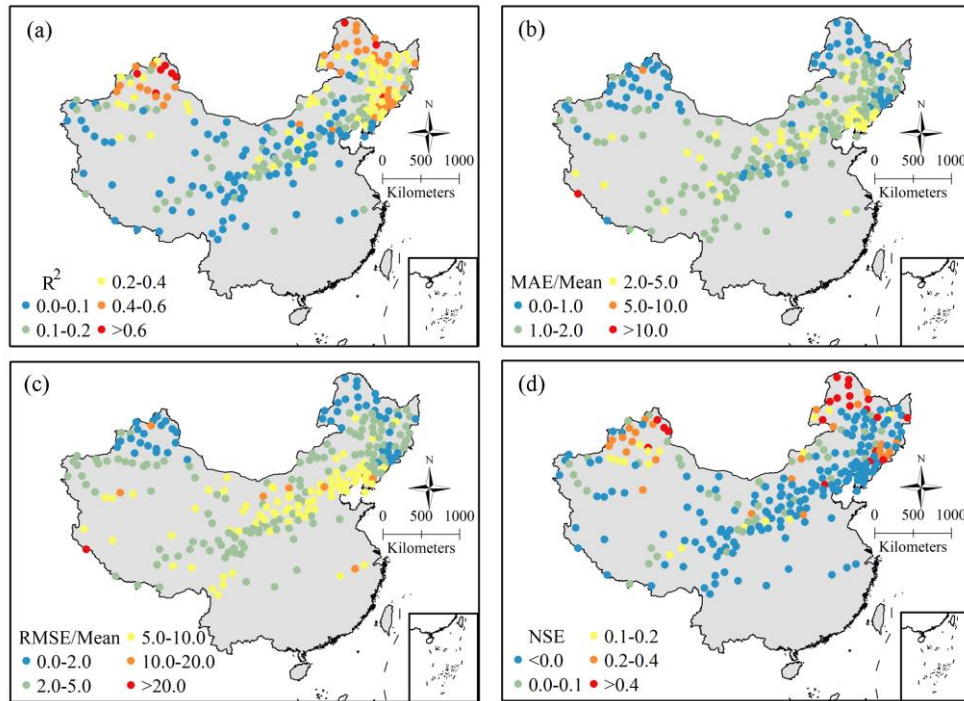 (a)
N
0 500 1000
Kilometers
R²
0.2-0.4
0.0-0.1
0.4-0.6
0.1-0.2
>0.6
(b)
N
0 500 1000
Kilometers
MAE/Mean
2.0-5.0
0.0-1.0
5.0-10.0
1.0-2.0
>10.0
(c)
N
0 500 1000
Kilometers
RMSE/Mean
5.0-10.0
0.0-2.0
10.0-20.0
2.0-5.0
>20.0
(d)
N
0 500 1000
Kilometers
NSE
0.1-0.2
<0.0
0.2-0.4
0.0-0.1
>0.4